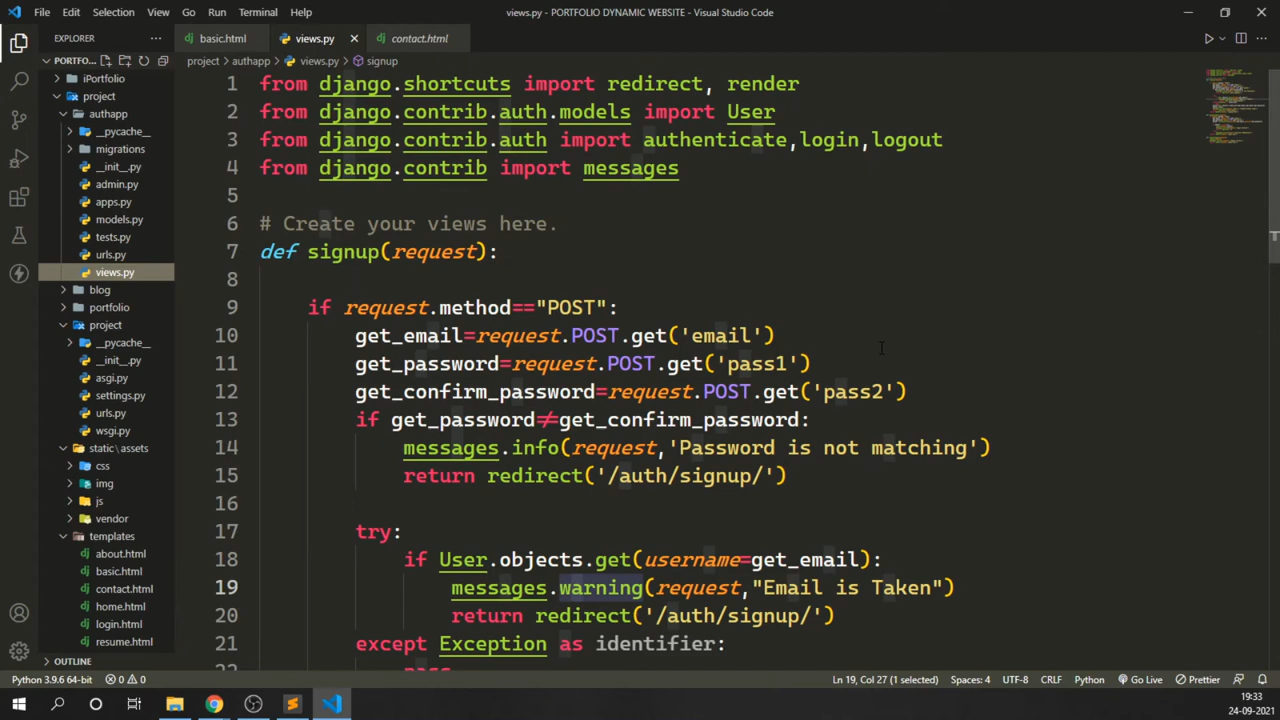 File Edit Selection View Go Run Terminal Help
views.py - PORTFOLIO DYNAMIC WEBSITE - Visual Studio Code
EXPLORER
basic.html
views.py
contact.html
PORTFO...
project > authapp > views.py > signup
iPortfolio
project
authapp
__pycache__
migrations
__init__.py
admin.py
apps.py
models.py
tests.py
urls.py
views.py
blog
portfolio
project
__pycache__
__init__.py
asgi.py
settings.py
urls.py
wsgi.py
static \ assets
css
img
js
vendor
templates
about.html
basic.html
contact.html
home.html
login.html
resume.html
OUTLINE
1 from django.shortcuts import redirect, render
2 from django.contrib.auth.models import User
3 from django.contrib.auth import authenticate,login,logout
4 from django.contrib import messages
5
6 # Create your views here.
7 def signup(request):
8
9 if request.method=="POST":
10 get_email=request.POST.get('email')
11 get_password=request.POST.get('pass1')
12 get_confirm_password=request.POST.get('pass2')
13 if get_password≠get_confirm_password:
14 messages.info(request,'Password is not matching')
15 return redirect('/auth/signup/')
16
17 try:
18 if User.objects.get(username=get_email):
19 messages.warning(request,"Email is Taken")
20 return redirect('/auth/signup/')
21 except Exception as identifier:
22 pass
Python 3.9.6 64-bit 0 0 Ln 19, Col 27 (1 selected) Spaces: 4 UTF-8 CRLF Python Go Live Prettier
19:33
24-09-2021